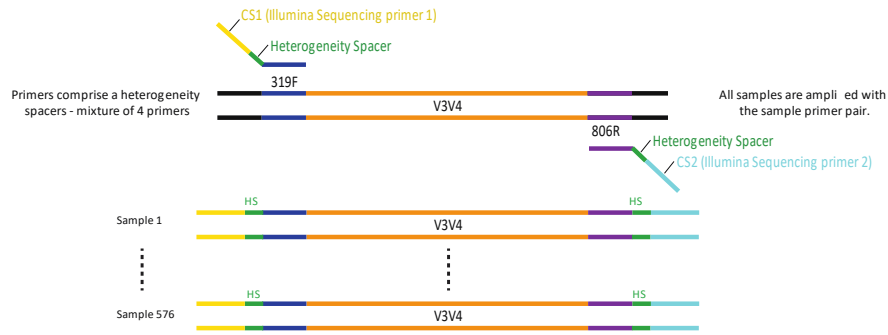 CS1 (Illumina Sequencing primer 1)
Heterogeneity Spacer
319F
Primers comprise a heterogeneity
spacers - mixture of 4 primers
V3V4
All samples are ampli ed with
the sample primer pair.
806R
Heterogeneity Spacer
CS2 (Illumina Sequencing primer 2)
HS
HS
Sample 1
V3V4
HS
HS
Sample 576
V3V4